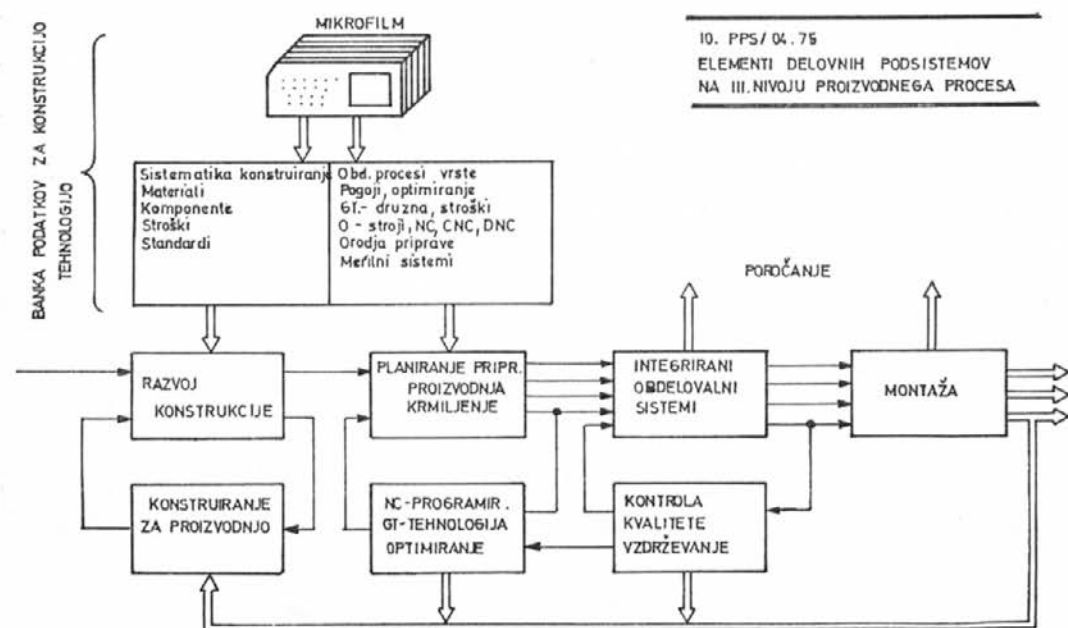 MIKROFILM
10. PPS/04.75
ELEMENTI DELOVNIH PODSISTEMOV
NA III. NIVOJU PROIZVODNEGA PROCESA
BANKA PODATKOV ZA KONSTRUKCIJO
TEHNOLOGIJO
Sistematika konstruiranje
Materiali
Komponente
Stroški
Standardi
Obd. procesi vrste
Pogoji, optimiranje
GT.- druzna, stroški
O - stroji, NC, CNC, DNC
Orodja priprave
Merilni sistemi
POROČANJE
RAZVOJ
KONSTRUKCIJE
PLANIRANJE PRIPR.
PROIZVODNJA
KRMILJENJE
INTEGRIRANI
OBDELOVALNI
SISTEMI
MONTAŽA
KONSTRUIRANJE
ZA PROIZVODNJO
NC-PROGRAMIR.
GT-TEHNOLOGIJA
OPTIMIRANJE
KONTROLA
KVALITETE
VZDRŽEVANJE